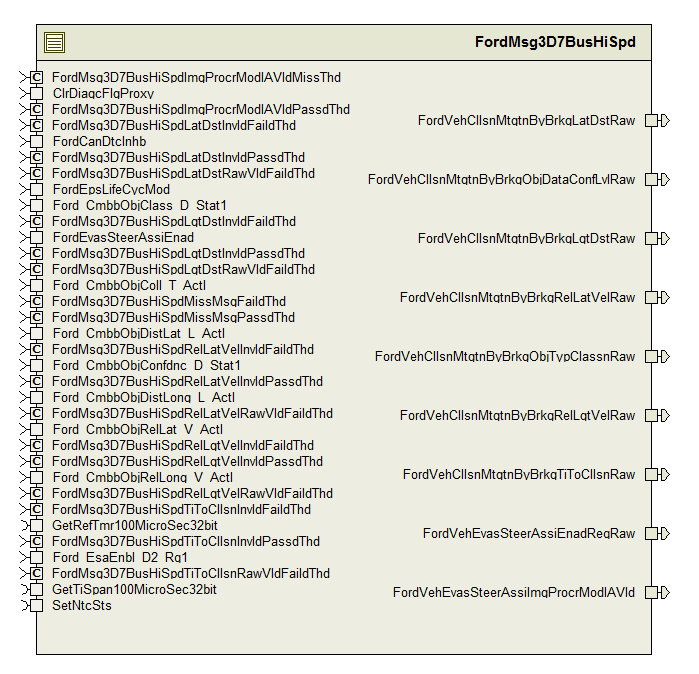 FordMsg3D7BusHiSpd
C FordMsg3D7BusHiSpdImgProcrModlAVldMissThd
ClrDiagcFlgProxy
C FordMsg3D7BusHiSpdImgProcrModlAVldPassdThd
C FordMsg3D7BusHiSpdLatDstInvldFaildThd
FordCanDtcInhb
C FordMsg3D7BusHiSpdLatDstInvldPassdThd
C FordMsg3D7BusHiSpdLatDstRawVldFaildThd
FordEpsLifeCycMod
Ford_CmbbObjClass_D_Stat1
C FordMsg3D7BusHiSpdLgtDstInvldFaildThd
FordEvasSteerAssiEnad
C FordMsg3D7BusHiSpdLgtDstInvldPassdThd
C FordMsg3D7BusHiSpdLgtDstRawVldFaildThd
Ford_CmbbObjColl_T_Actl
C FordMsg3D7BusHiSpdMissMsgFaildThd
C FordMsg3D7BusHiSpdMissMsgPassdThd
Ford_CmbbObjDistLat_L_Actl
C FordMsg3D7BusHiSpdRelLatVelInvldFaildThd
Ford_CmbbObjConfdnc_D_Stat1
C FordMsg3D7BusHiSpdRelLatVelInvldPassdThd
Ford_CmbbObjDistLong_L_Actl
C FordMsg3D7BusHiSpdRelLatVelRawVldFaildThd
Ford_CmbbObjRelLat_V_Actl
C FordMsg3D7BusHiSpdRelLgtVelInvldFaildThd
C FordMsg3D7BusHiSpdRelLgtVelInvldPassdThd
Ford_CmbbObjRelLong_V_Actl
C FordMsg3D7BusHiSpdRelLgtVelRawVldFaildThd
C FordMsg3D7BusHiSpdTiToCllsnInvldFaildThd
GetRefTmr100MicroSec32bit
C FordMsg3D7BusHiSpdTiToCllsnInvldPassdThd
Ford_EsaEnbl_D2_Rq1
C FordMsg3D7BusHiSpdTiToCllsnRawVldFaildThd
GetTiSpan100MicroSec32bit
SetNtcSts
FordVehCllsnMtgtnByBrkgLatDstRaw
FordVehCllsnMtgtnByBrkgObjDataConfLvlRaw
FordVehCllsnMtgtnByBrkgLgtDstRaw
FordVehCllsnMtgtnByBrkgRelLatVelRaw
FordVehCllsnMtgtnByBrkgObjTypClassnRaw
FordVehCllsnMtgtnByBrkgRelLgtVelRaw
FordVehCllsnMtgtnByBrkgTiToCllsnRaw
FordVehEvasSteerAssiEnadReqRaw
FordVehEvasSteerAssiImgProcrModlAVld